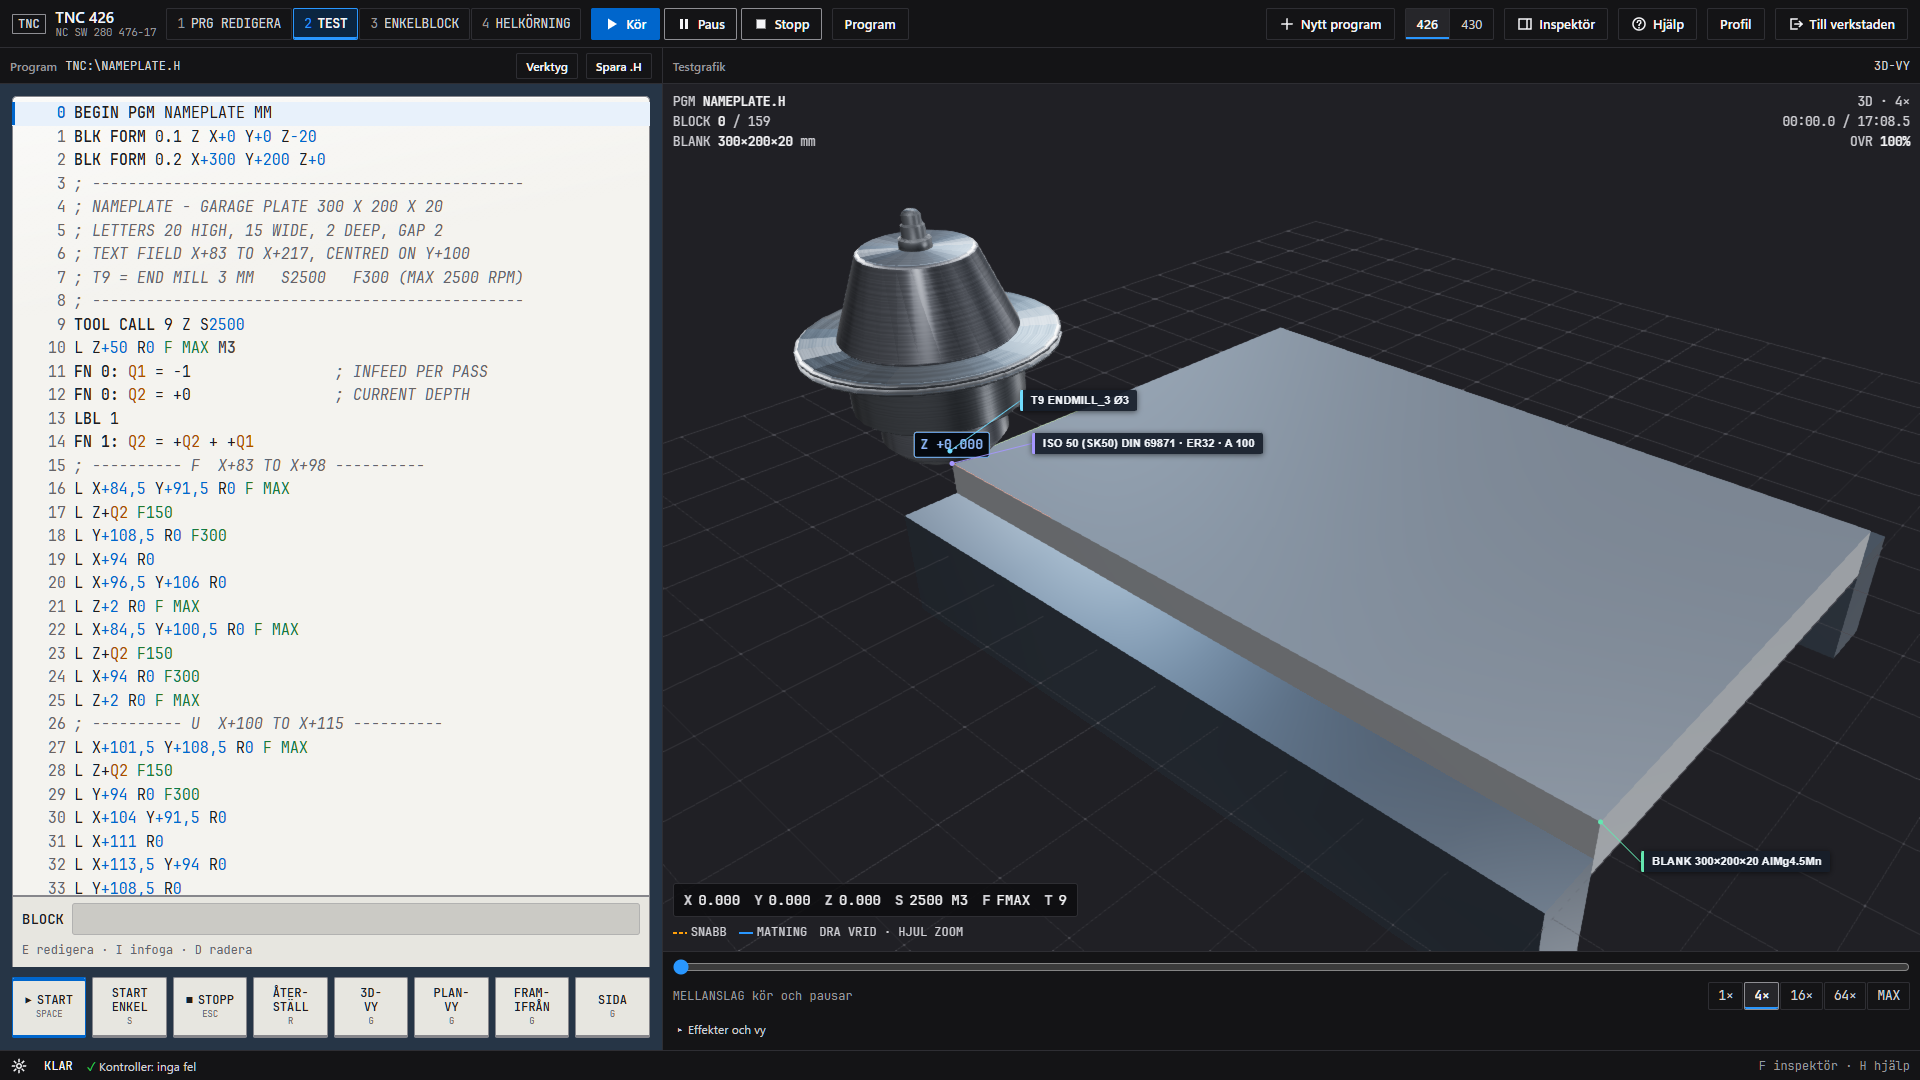 TNC
TNC 426
NC SW 280 476-17
1 PRG REDIGERA
2 TEST
3 ENKELBLOCK
4 HELKÖRNING
Kör
Paus
Stopp
Program
Nytt program
426
430
Inspektör
Hjälp
Profil
Till verkstaden
Program TNC:\NAMEPLATE.H
Verktyg
Spara .H
Testgrafik
3D-VY
0 BEGIN PGM NAMEPLATE MM
1 BLK FORM 0.1 Z X+0 Y+0 Z-20
2 BLK FORM 0.2 X+300 Y+200 Z+0
3 ; ------------------------------------------------
4 ; NAMEPLATE - GARAGE PLATE 300 X 200 X 20
5 ; LETTERS 20 HIGH, 15 WIDE, 2 DEEP, GAP 2
6 ; TEXT FIELD X+83 TO X+217, CENTRED ON Y+100
7 ; T9 = END MILL 3 MM   S2500   F300 (MAX 2500 RPM)
8 ; ------------------------------------------------
9 TOOL CALL 9 Z S2500
10 L Z+50 R0 F MAX M3
11 FN 0: Q1 = -1                ; INFEED PER PASS
12 FN 0: Q2 = +0                ; CURRENT DEPTH
13 LBL 1
14 FN 1: Q2 = +Q2 + +Q1
15 ; ---------- F  X+83 TO X+98 ----------
16 L X+84,5 Y+91,5 R0 F MAX
17 L Z+Q2 F150
18 L Y+108,5 R0 F300
19 L X+94 R0
20 L X+96,5 Y+106 R0
21 L Z+2 R0 F MAX
22 L X+84,5 Y+100,5 R0 F MAX
23 L Z+Q2 F150
24 L X+94 R0 F300
25 L Z+2 R0 F MAX
26 ; ---------- U  X+100 TO X+115 ----------
27 L X+101,5 Y+108,5 R0 F MAX
28 L Z+Q2 F150
29 L Y+94 R0 F300
30 L X+104 Y+91,5 R0
31 L X+111 R0
32 L X+113,5 Y+94 R0
33 L Y+108,5 R0
BLOCK
E redigera · I infoga · D radera
START
SPACE
START ENKEL
S
STOPP
ESC
ÅTER-STÄLL
R
3D-VY
G
PLAN-VY
G
FRAM-IFRÅN
G
SIDA
G
PGM NAMEPLATE.H
BLOCK 0 / 159
BLANK 300×200×20 mm
3D · 4×
00:00.0 / 17:08.5
OVR 100%
T9 ENDMILL_3 Ø3
Z +0.000
ISO 50 (SK50) DIN 69871 · ER32 · A 100
BLANK 300×200×20 AlMg4.5Mn
X 0.000 Y 0.000 Z 0.000 S 2500 M3 F FMAX T 9
SNABB MATNING DRA VRID · HJUL ZOOM
MELLANSLAG kör och pausar
1× 4× 16× 64× MAX
Effekter och vy
KLAR
Kontroller: inga fel
F inspektör · H hjälp